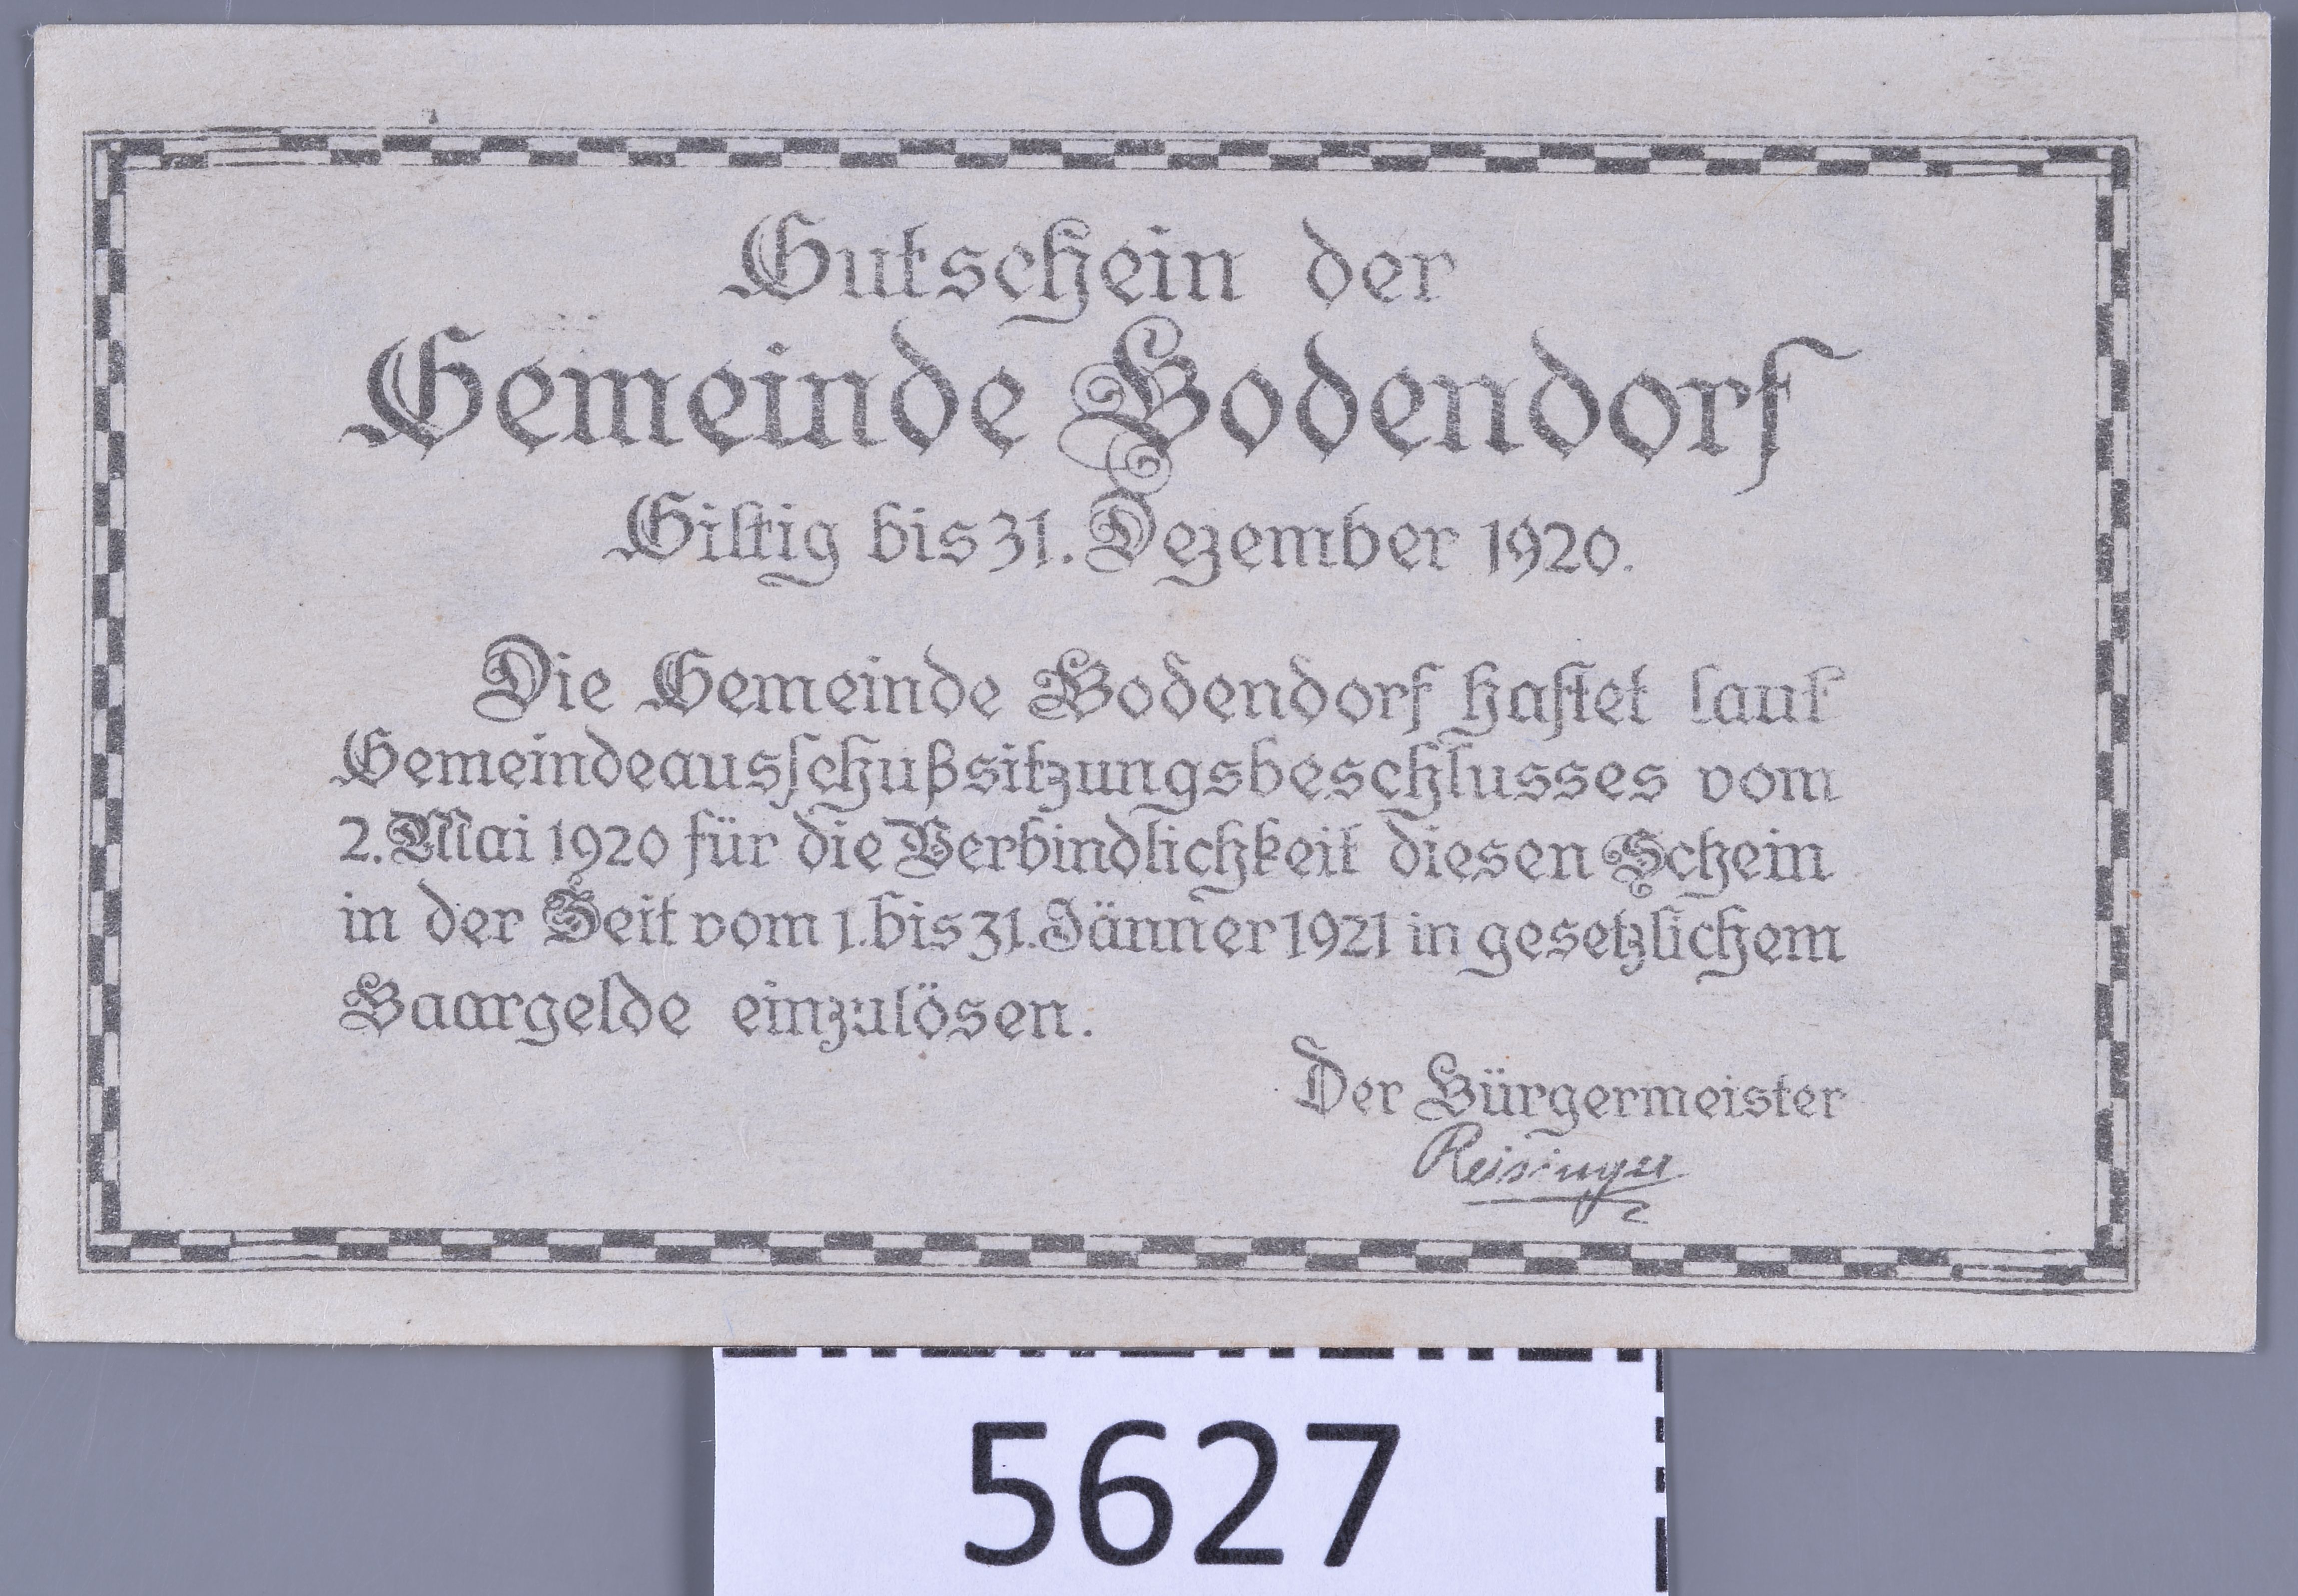 Gutschein der
Gemeinde Bodendorf
Giltig bis 31. Dezember 1920.
Die Gemeinde Bodendorf haftet laut
Gemeindeausschußsitzungsbeschlusses vom
2. Mai 1920 für die Verbindlichkeit diesen Schein
in der Zeit vom 1. bis 31. Jänner 1921 in gesetzlichem
Baargelde einzulösen.
Der Bürgermeister
Reisinger
5627